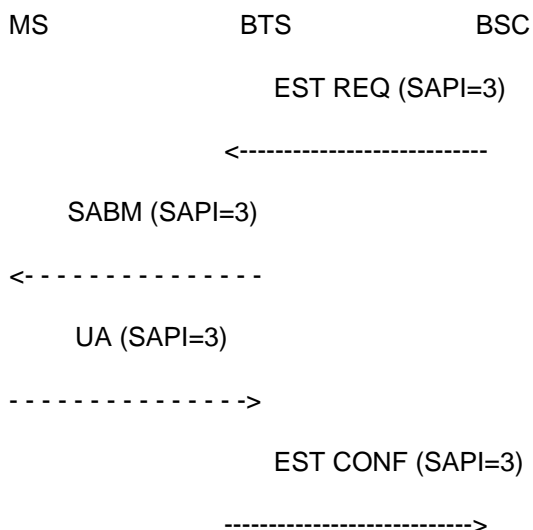 MS BTS BSC
EST REQ (SAPI=3)
<----------------------------
SABM (SAPI=3)
<- - - - - - - - - - - - - - -
UA (SAPI=3)
- - - - - - - - - - - - - - ->
EST CONF (SAPI=3)
---------------------------->